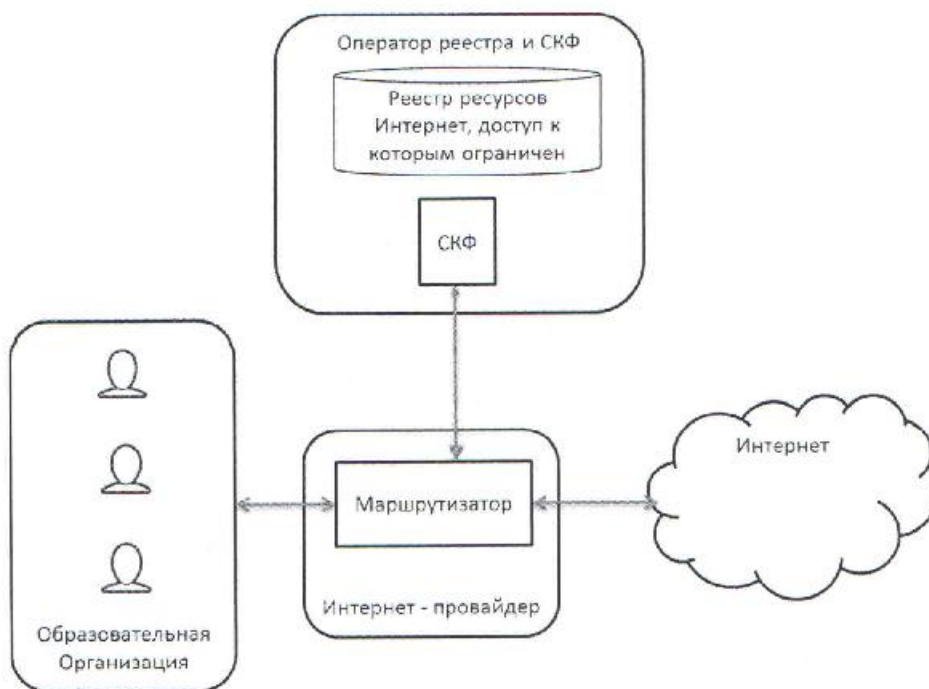 Оператор реестра и СКФ
Реестр ресурсов
Интернет, доступ к
которым ограничен
СКФ
Интернет
Маршрутизатор
Интернет - провайдер
Образовательная
Организация